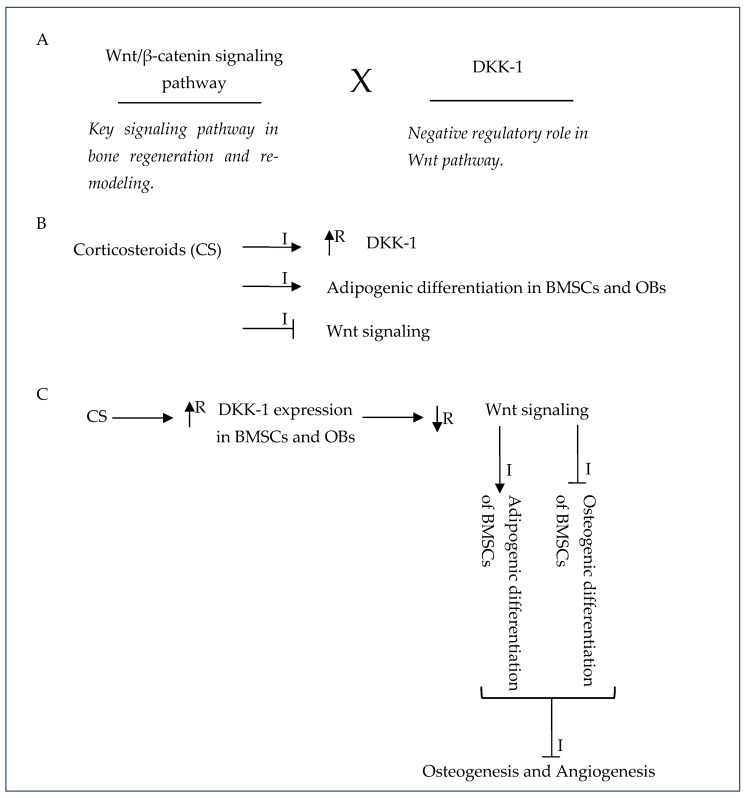 A
Wnt/β-catenin signaling
pathway
X
DKK-1
Key signaling pathway in
bone regeneration and re-
modeling.
Negative regulatory role in
Wnt pathway.
B
Corticosteroids (CS)
I
R
DKK-1
I
Adipogenic differentiation in BMSCs and OBs
I
Wnt signaling
C
CS
R
DKK-1 expression
in BMSCs and OBs
R
Wnt signaling
I
I
Adipogenic differentiation
of BMSCs
Osteogenic differentiation
of BMSCs
I
Osteogenesis and Angiogenesis